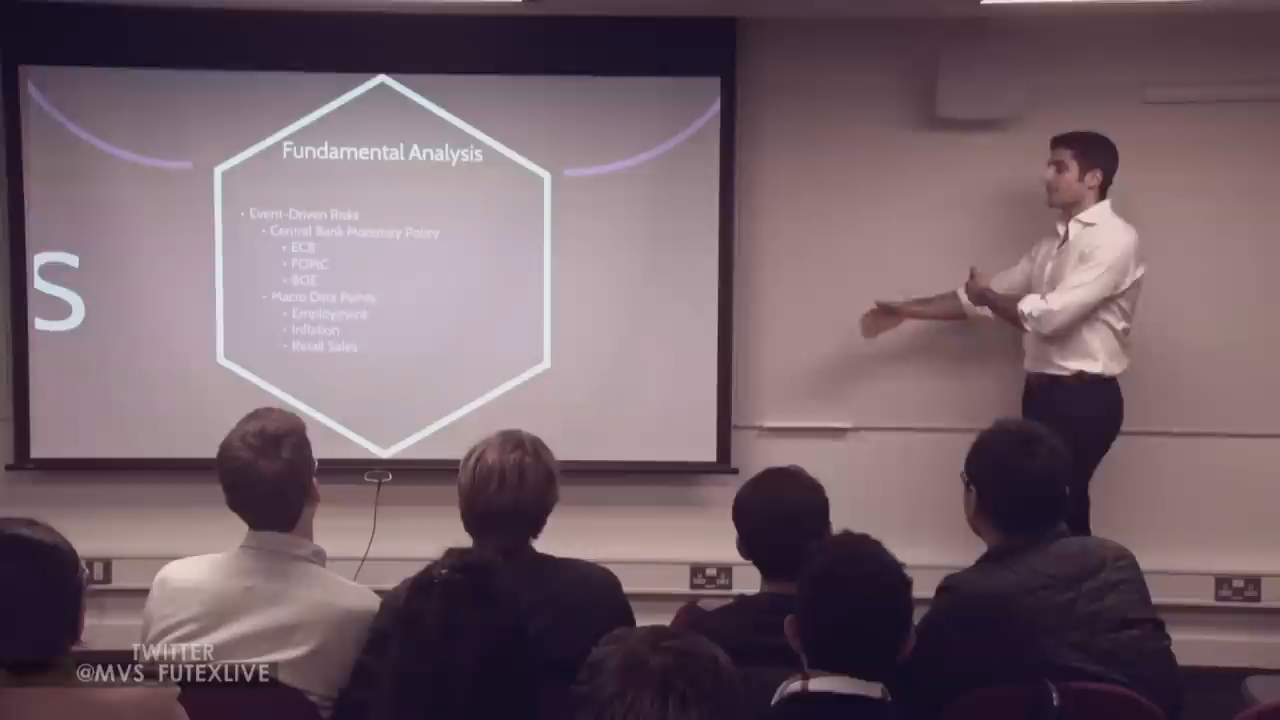 Fundamental Analysis
• Event-Driven Risks
• Central Bank Monetary Policy
• ECB
• FOMC
• BOE
• Macro Data Points
• Employment
• Inflation
• Retail Sales
S
TWITTER
@MVS_FUTEXLIVE